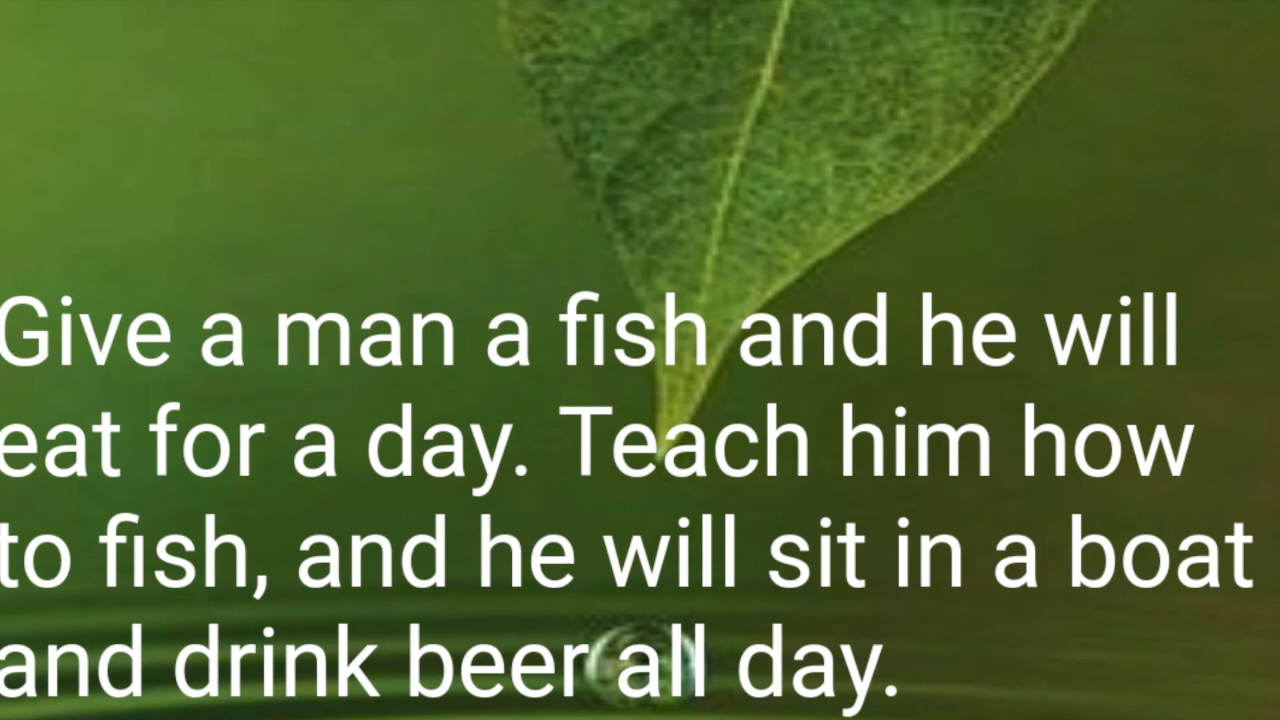 Give a man a fish and he will
eat for a day. Teach him how
to fish, and he will sit in a boat
and drink beer all day.